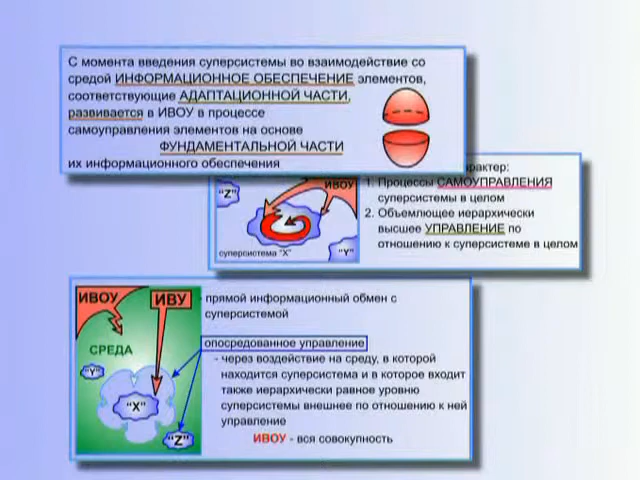 С момента введения суперсистемы во взаимодействие со
средой ИНФОРМАЦИОННОЕ ОБЕСПЕЧЕНИЕ элементов,
соответствующие АДАПТАЦИОННОЙ ЧАСТИ,
развивается в ИВОУ в процессе
самоуправления элементов на основе
ФУНДАМЕНТАЛЬНОЙ ЧАСТИ
их информационного обеспечения
"Z"
ИВОУ
суперсистема "X"
"Y"
1. Процессы САМОУПРАВЛЕНИЯ
суперсистемы в целом
2. Объемлющее иерархически
высшее УПРАВЛЕНИЕ по
отношению к суперсистеме в целом
ИВОУ
ИВУ
СРЕДА
"Y"
"X"
"Z"
- прямой информационный обмен с
суперсистемой
опосредованное управление
- через воздействие на среду, в которой
находится суперсистема и в которое входит
также иерархически равное уровню
суперсистемы внешнее по отношению к ней
управление
ИВОУ - вся совокупность